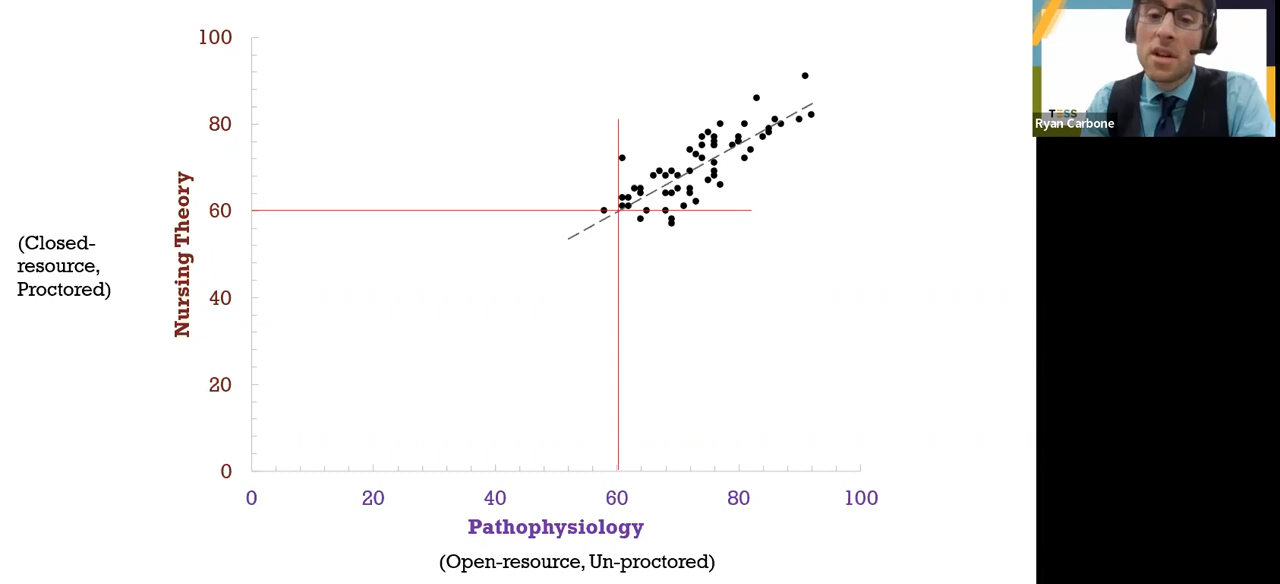 100
80
60
40
20
0
Nursing Theory
(Closed-
resource,
Proctored)
0 20 40 60 80 100
Pathophysiology
(Open-resource, Un-proctored)
TESS
Ryan Carbone